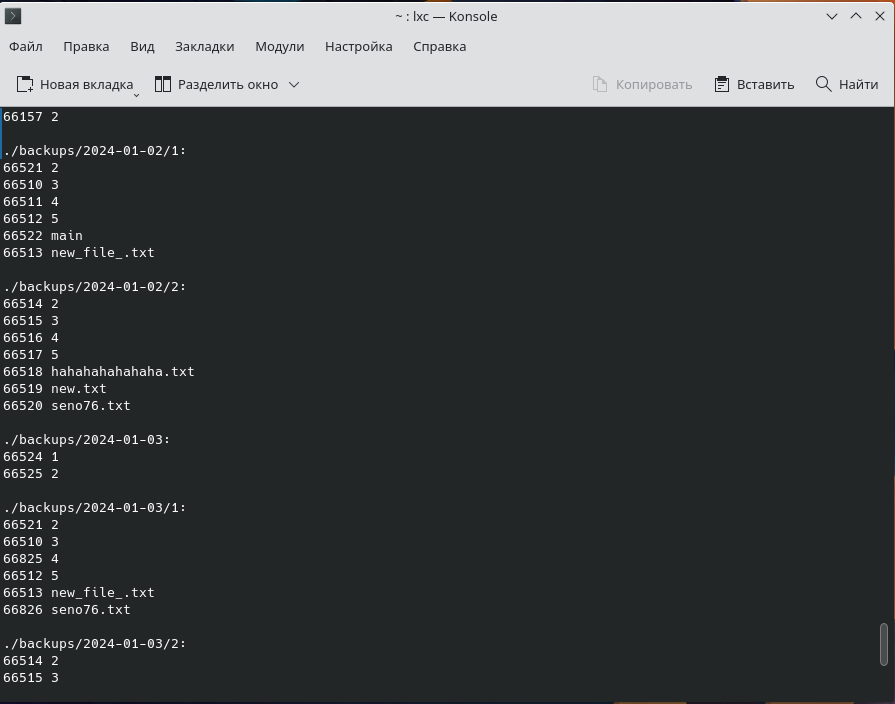 ~ : lxc — Konsole
Файл Правка Вид Закладки Модули Настройка Справка
Новая вкладка Разделить окно Копировать Вставить Найти
66157 2
./backups/2024-01-02/1:
66521 2
66510 3
66511 4
66512 5
66522 main
66513 new_file_.txt
./backups/2024-01-02/2:
66514 2
66515 3
66516 4
66517 5
66518 hahahahahahaha.txt
66519 new.txt
66520 seno76.txt
./backups/2024-01-03:
66524 1
66525 2
./backups/2024-01-03/1:
66521 2
66510 3
66825 4
66512 5
66513 new_file_.txt
66826 seno76.txt
./backups/2024-01-03/2:
66514 2
66515 3